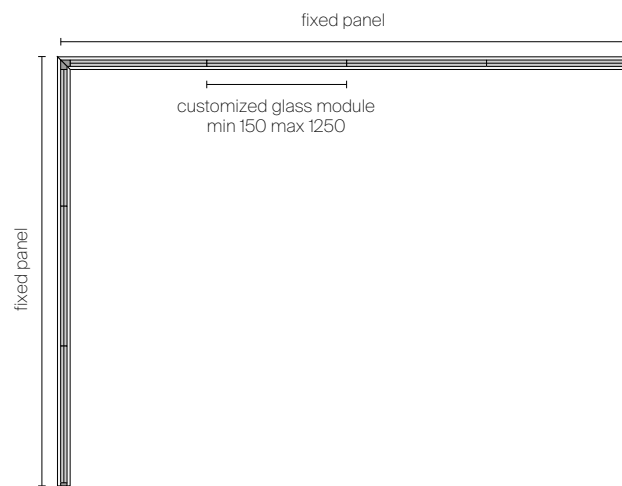 fixed panel
customized glass module
min 150 max 1250
fixed panel